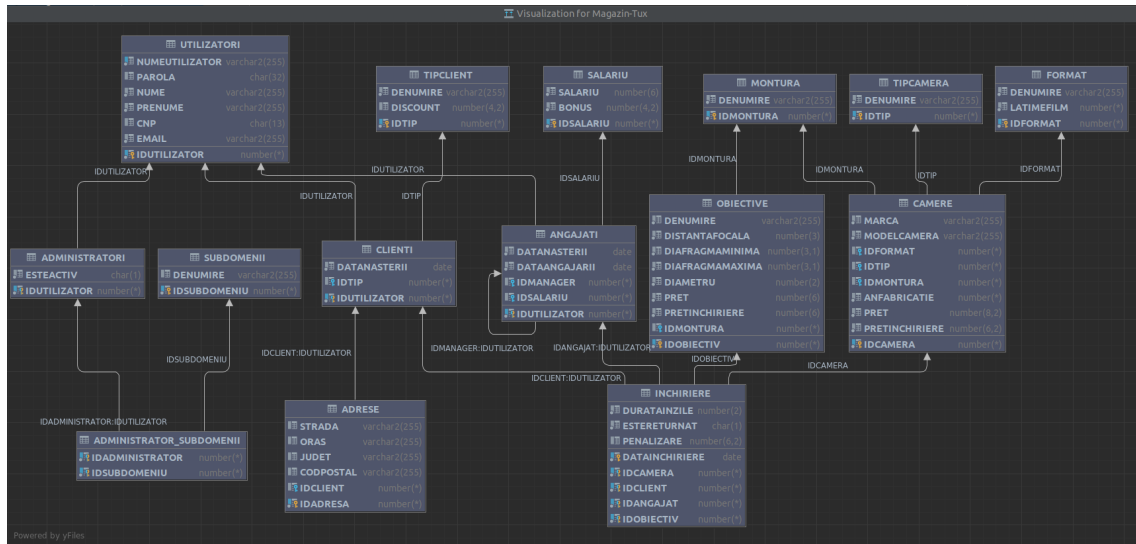 Visualization for Magazin-Tux
UTILIZATORI
NUMEUTILIZATOR varchar2(255)
PAROLA char(32)
NUME varchar2(255)
PRENUME varchar2(255)
CNP char(13)
EMAIL varchar2(255)
IDUTILIZATOR number(*)
TIPCLIENT
DENUMIRE varchar2(255)
DISCOUNT number(4,2)
IDTIP number(*)
SALARIU
SALARIU number(6)
BONUS number(4,2)
IDSALARIU number(*)
MONTURA
DENUMIRE varchar2(255)
IDMONTURA number(*)
TIPCAMERA
DENUMIRE varchar2(255)
IDTIP number(*)
FORMAT
DENUMIRE varchar2(255)
LATIMEFILM number(*)
IDFORMAT number(*)
IDUTILIZATOR
IDUTILIZATOR
IDUTILIZATOR
IDTIP
IDSALARIU
IDMONTURA
IDMONTURA
IDTIP
IDFORMAT
ADMINISTRATORI
ESTEACTIV char(1)
IDUTILIZATOR number(*)
SUBDOMENII
DENUMIRE varchar2(255)
IDSUBDOMENIU number(*)
CLIENTI
DATANASTERII date
IDTIP number(*)
IDUTILIZATOR number(*)
ANGAJATI
DATANASTERII date
DATAANGAJARII date
IDMANAGER number(*)
IDSALARIU number(*)
IDUTILIZATOR number(*)
OBIECTIVE
DENUMIRE varchar2(255)
DISTANTAFOCALA number(3)
DIAFRAGMAMINIMA number(3,1)
DIAFRAGMAMAXIMA number(3,1)
DIAMETRU number(2)
PRET number(6)
PRETINCHIRIERE number(6)
IDMONTURA number(*)
IDOBIECTIV number(*)
CAMERE
MARCA varchar2(255)
MODELCAMERA varchar2(255)
IDFORMAT number(*)
IDTIP number(*)
IDMONTURA number(*)
ANFABRICATIE number(*)
PRET number(8,2)
PRETINCHIRIERE number(6,2)
IDCAMERA number(*)
IDSUBDOMENIU
IDCLIENT:IDUTILIZATOR
IDMANAGER:IDUTILIZATOR
IDANGAJAT:IDUTILIZATOR
IDOBIECTIV
IDCAMERA
IDCLIENT:IDUTILIZATOR
IDADMINISTRATOR:IDUTILIZATOR
ADMINISTRATOR_SUBDOMENII
IDADMINISTRATOR number(*)
IDSUBDOMENIU number(*)
ADRESE
STRADA varchar2(255)
ORAS varchar2(255)
JUDET varchar2(255)
CODPOSTAL varchar2(255)
IDCLIENT number(*)
IDADRESA number(*)
INCHIRIERE
DURATAINZILE number(2)
ESTERETURNAT char(1)
PENALIZARE number(6,2)
DATAINCHIRIERE date
IDCAMERA number(*)
IDCLIENT number(*)
IDANGAJAT number(*)
IDOBIECTIV number(*)
Powered by yFiles